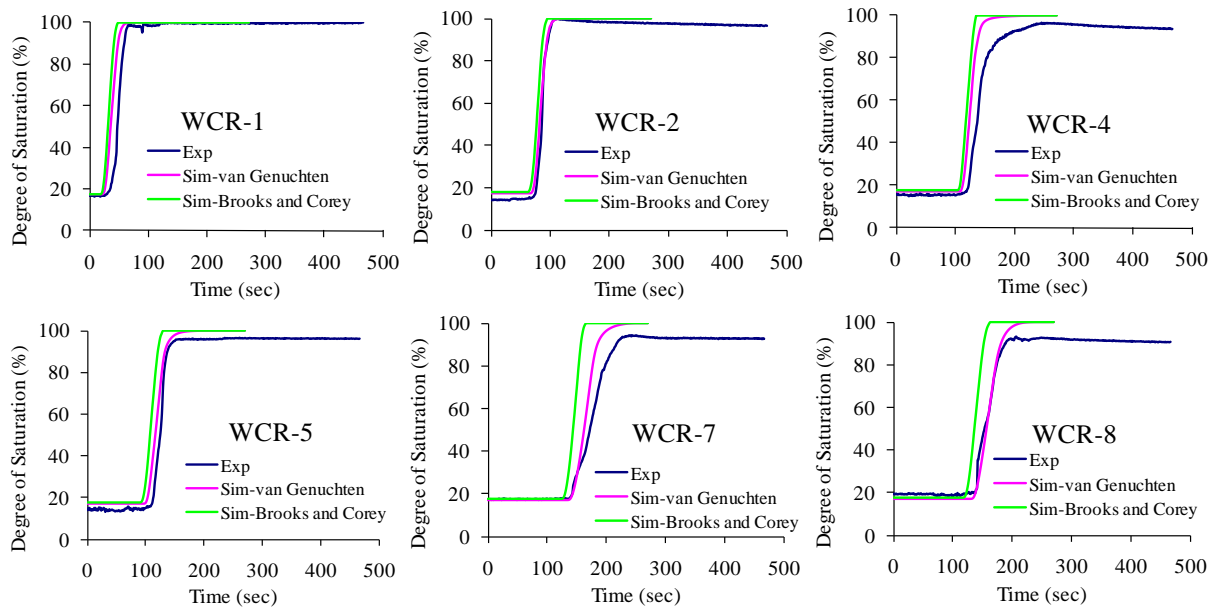 Degree of Saturation (%)
100
80
60
40
20
0
WCR-1
Exp
Sim-van Genuchten
Sim-Brooks and Corey
0 100 200 300 400 500
Time (sec)
Degree of Saturation (%)
100
80
60
40
20
0
WCR-2
Exp
Sim-van Genuchten
Sim-Brooks and Corey
0 100 200 300 400 500
Time (sec)
Degree of Saturation (%)
100
80
60
40
20
0
WCR-4
Exp
Sim-van Genuchten
Sim-Brooks and Corey
0 100 200 300 400 500
Time (sec)
Degree of Saturation (%)
100
80
60
40
20
0
WCR-5
Exp
Sim-van Genuchten
Sim-Brooks and Corey
0 100 200 300 400 500
Time (sec)
Degree of Saturation (%)
100
80
60
40
20
0
WCR-7
Exp
Sim-van Genuchten
Sim-Brooks and Corey
0 100 200 300 400 500
Time (sec)
Degree of Saturation (%)
100
80
60
40
20
0
WCR-8
Exp
Sim-van Genuchten
Sim-Brooks and Corey
0 100 200 300 400 500
Time (sec)